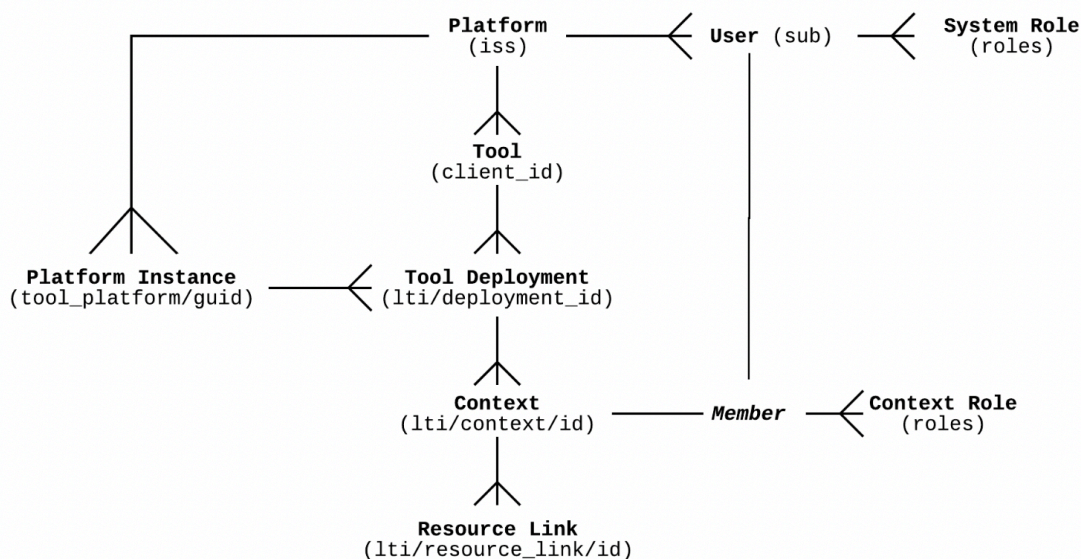 Platform
(iss)
User (sub)
System Role
(roles)
Tool
(client_id)
Platform Instance
(tool_platform/guid)
Tool Deployment
(lti/deployment_id)
Context
(lti/context/id)
Member
Context Role
(roles)
Resource Link
(lti/resource_link/id)